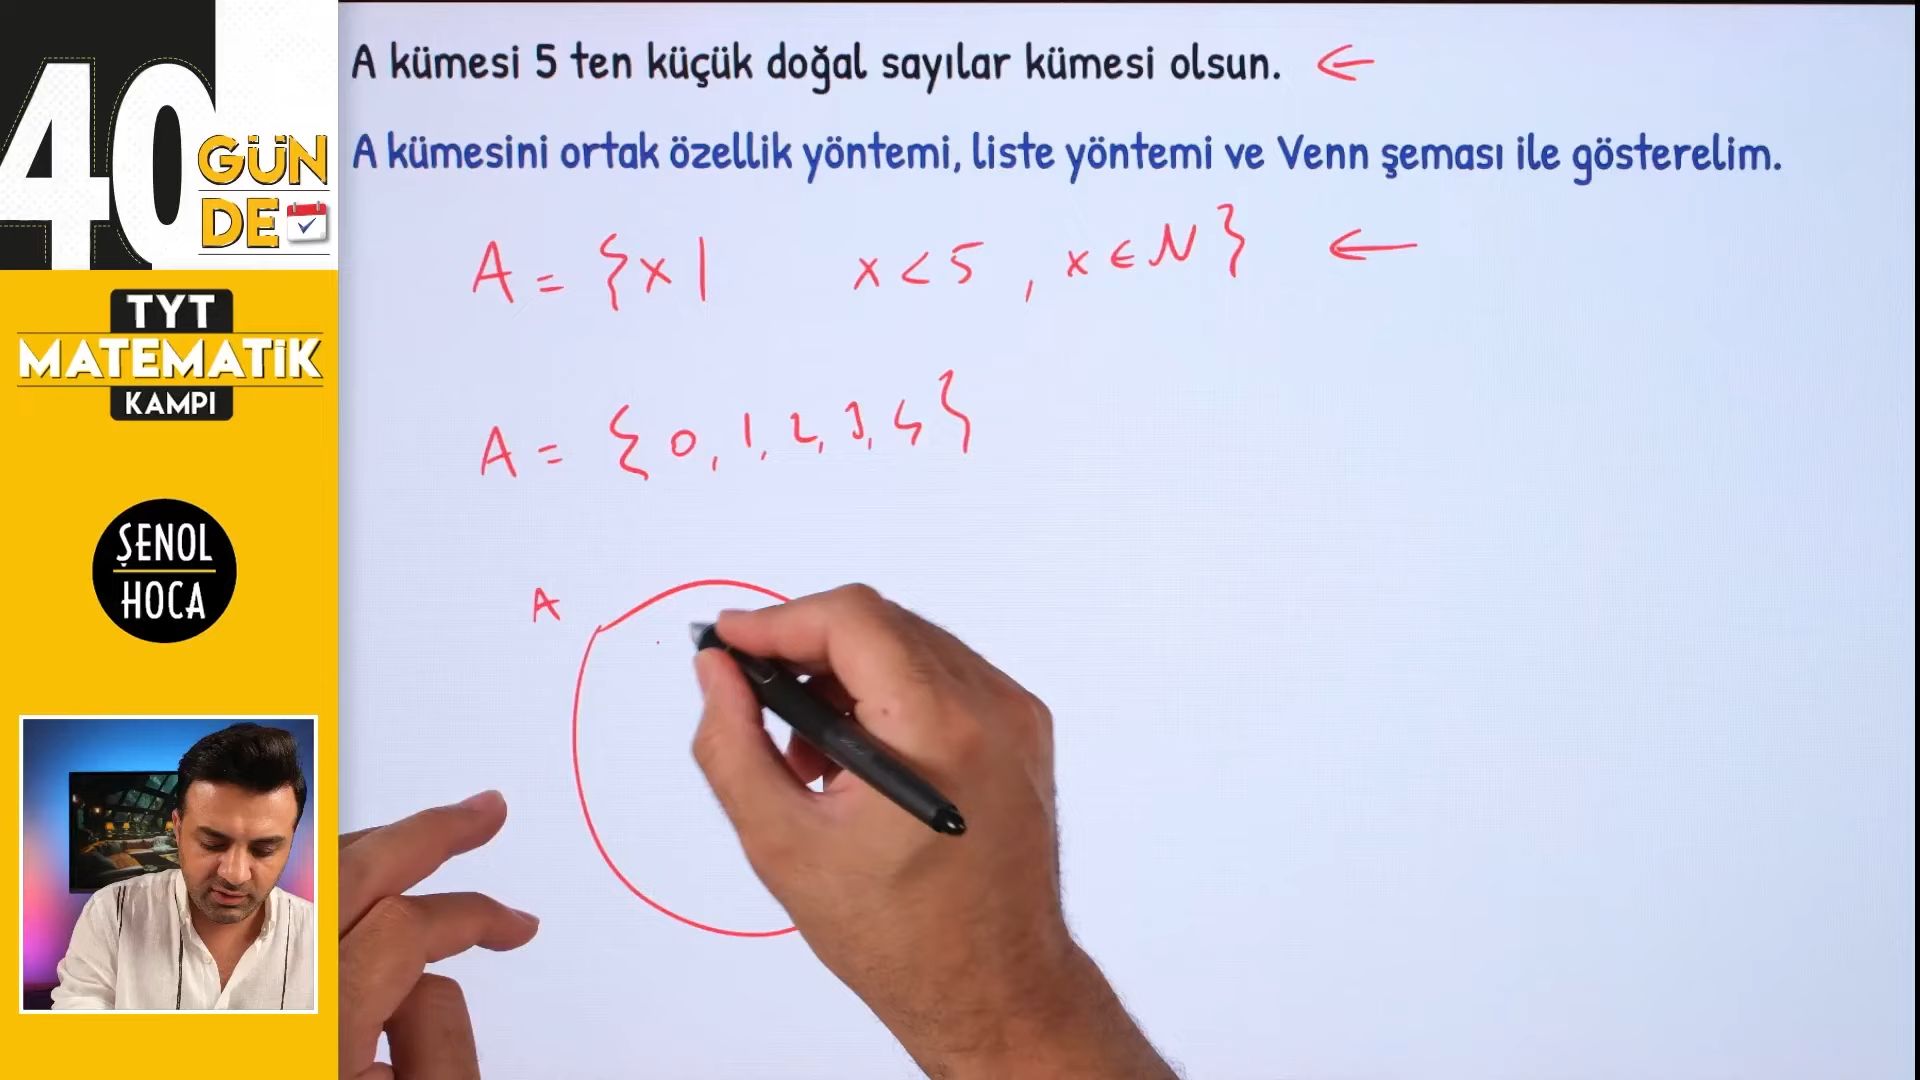 40
GÜN
DE
TYT
MATEMATİK
KAMPI
ŞENOL
HOCA
A kümesi 5 ten küçük doğal sayılar kümesi olsun. ←
A kümesini ortak özellik yöntemi, liste yöntemi ve Venn şeması ile gösterelim.
A = {x | x < 5 , x ∈ N} ←
A = {0, 1, 2, 3, 4}
A